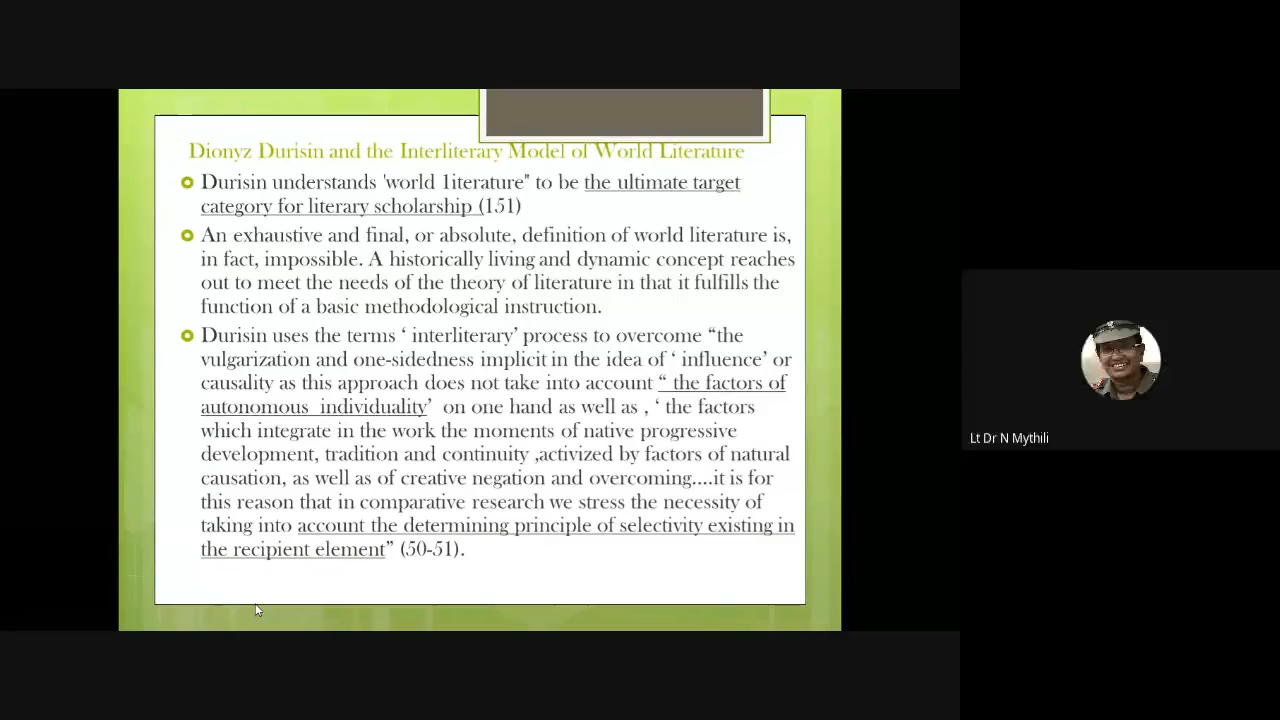 Dionyz Durisin and the Interliterary Model of World Literature
Durisin understands 'world 1iterature" to be the ultimate target
category for literary scholarship (151)
An exhaustive and final, or absolute, definition of world literature is,
in fact, impossible. A historically living and dynamic concept reaches
out to meet the needs of the theory of literature in that it fulfills the
function of a basic methodological instruction.
Durisin uses the terms ‘ interliterary’ process to overcome “the
vulgarization and one-sidedness implicit in the idea of ‘ influence’ or
causality as this approach does not take into account “ the factors of
autonomous individuality’ on one hand as well as , ‘ the factors
which integrate in the work the moments of native progressive
development, tradition and continuity ,activized by factors of natural
causation, as well as of creative negation and overcoming....it is for
this reason that in comparative research we stress the necessity of
taking into account the determining principle of selectivity existing in
the recipient element” (50-51).
Lt Dr N Mythili